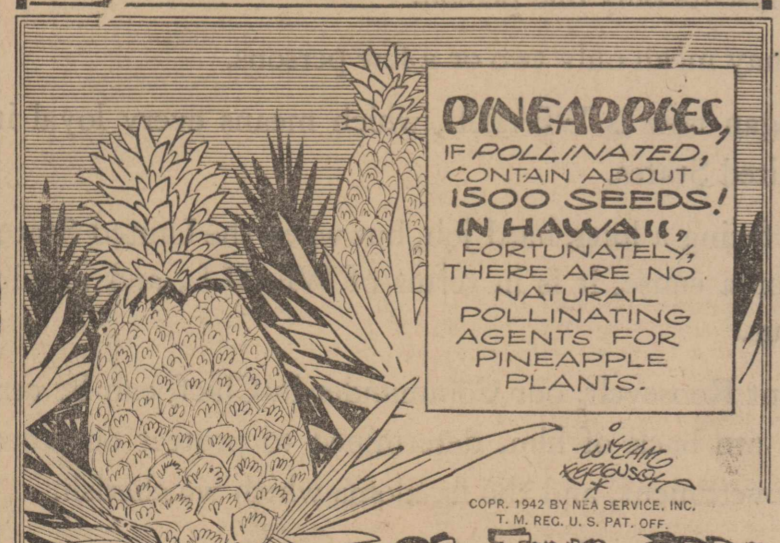 PINEAPPLES,
IF POLLINATED,
CONTAIN ABOUT
1500 SEEDS!
IN HAWAII,
FORTUNATELY,
THERE ARE NO
NATURAL
POLLINATING
AGENTS FOR
PINEAPPLE
PLANTS.
WILLIAM
FERGUSON
COPR. 1942 BY NEA SERVICE, INC.
T. M. REG. U. S. PAT. OFF.